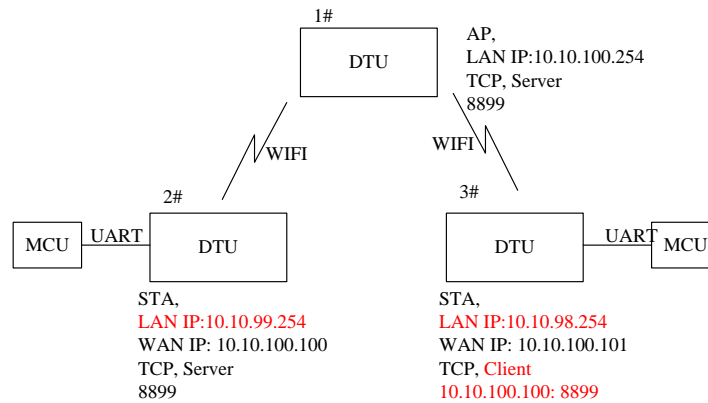 1#
DTU
AP,
LAN IP:10.10.100.254
TCP, Server
8899
WIFI
WIFI
2#
3#
MCU
UART
DTU
DTU
UART
MCU
STA,
LAN IP:10.10.99.254
WAN IP: 10.10.100.100
TCP, Server
8899
STA,
LAN IP:10.10.98.254
WAN IP: 10.10.100.101
TCP, Client
10.10.100.100: 8899